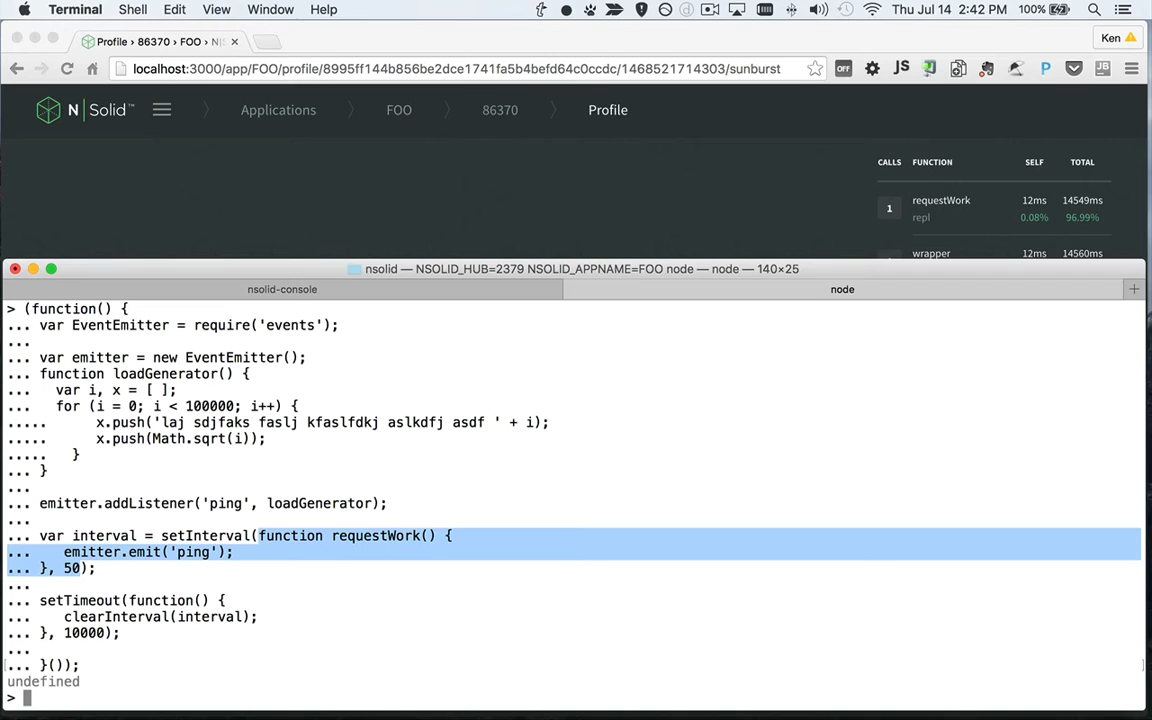 Terminal Shell Edit View Window Help Thu Jul 14 2:42 PM 100%
Profile › 86370 › FOO › N| Ken
localhost:3000/app/FOO/profile/8995ff144b856be2dce1741fa5b4befd64c0ccdc/1468521714303/sunburst OFF JS P JB
N|Solid™ Applications FOO 86370 Profile
CALLS FUNCTION SELF TOTAL
1 requestWork 12ms 14549ms
repl 0.08% 96.99%
wrapper 12ms 14560ms
nsolid — NSOLID_HUB=2379 NSOLID_APPNAME=FOO node — node — 140×25
nsolid-console node
> (function() {
... var EventEmitter = require('events');
...
... var emitter = new EventEmitter();
... function loadGenerator() {
...   var i, x = [ ];
...   for (i = 0; i < 100000; i++) {
.....     x.push('laj sdjfaks faslj kfaslfdkj aslkdfj asdf ' + i);
.....     x.push(Math.sqrt(i));
.....   }
... }
...
... emitter.addListener('ping', loadGenerator);
...
... var interval = setInterval(function requestWork() {
...    emitter.emit('ping');
... }, 50);
...
... setTimeout(function() {
...    clearInterval(interval);
... }, 10000);
...
... }());
undefined
>